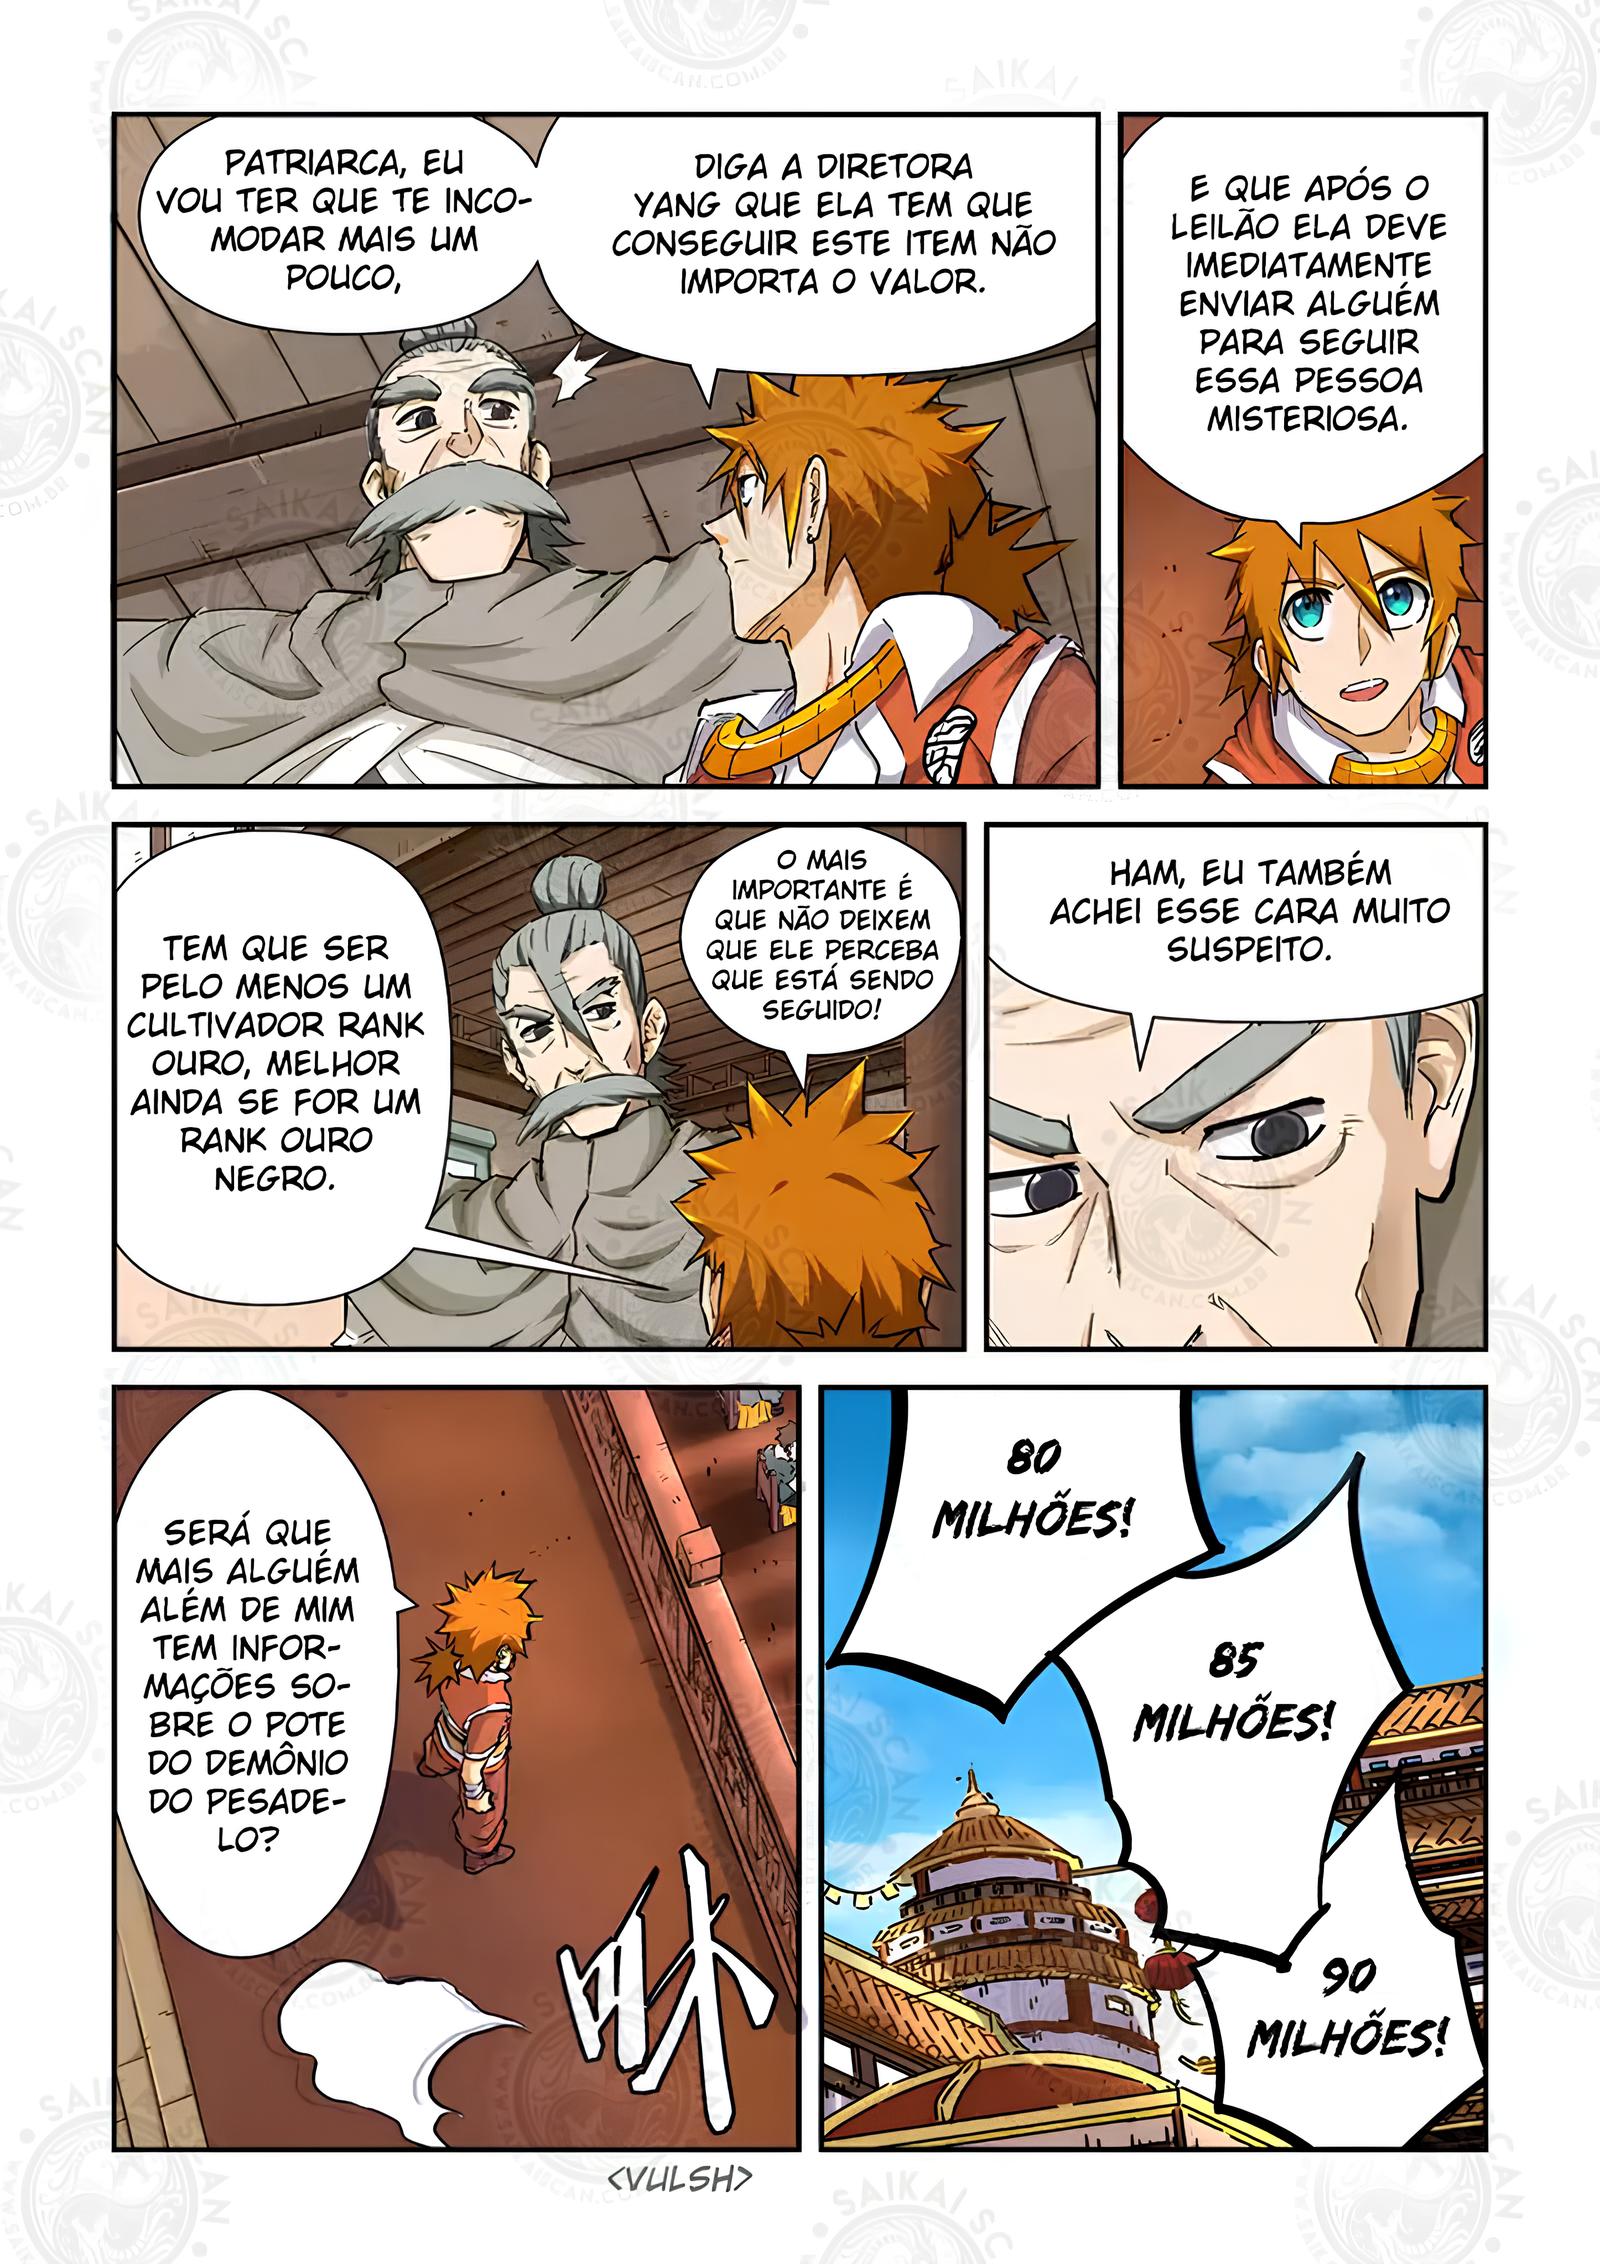 PATRIARCA, EU
VOU TER QUE TE INCO-
MODAR MAIS UM
POUCO,
DIGA A DIRETORA
YANG QUE ELA TEM QUE
CONSEGUIR ESTE ITEM NÃO
IMPORTA O VALOR.
E QUE APÓS O
LEILÃO ELA DEVE
IMEDIATAMENTE
ENVIAR ALGUÉM
PARA SEGUIR
ESSA PESSOA
MISTERIOSA.
TEM QUE SER
PELO MENOS UM
CULTIVADOR RANK
OURO, MELHOR
AINDA SE FOR UM
RANK OURO
NEGRO.
O MAIS
IMPORTANTE É
QUE NÃO DEIXEM
QUE ELE PERCEBA
QUE ESTÁ SENDO
SEGUIDO!
HAM, EU TAMBÉM
ACHEI ESSE CARA MUITO
SUSPEITO.
SERÁ QUE
MAIS ALGUÉM
ALÉM DE MIM
TEM INFOR-
MAÇÕES SO-
BRE O POTE
DO DEMÔNIO
DO PESADE-
LO?
<VULSH>
80
MILHÕES!
85
MILHÕES!
90
MILHÕES!